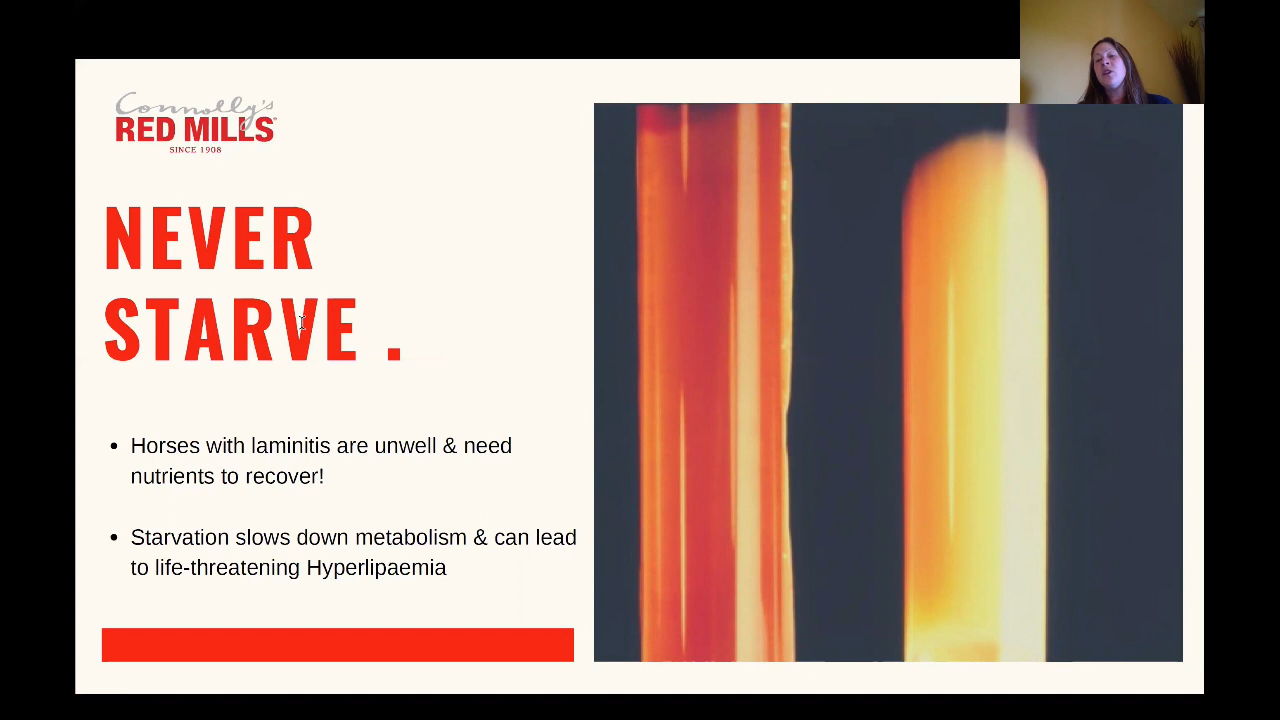 Connolly's
RED MILLS
SINCE 1908
NEVER
STARVE .
• Horses with laminitis are unwell & need
nutrients to recover!
• Starvation slows down metabolism & can lead
to life-threatening Hyperlipaemia